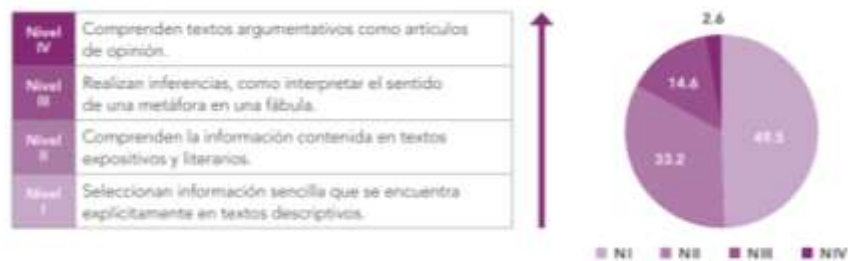 Nivel
IV
Comprenden textos argumentativos como artículos
de opinión.
Nivel
III
Realizan inferencias, como interpretar el sentido
de una metáfora en una fábula.
Nivel
II
Comprenden la información contenida en textos
expositivos y literarios.
Nivel
I
Seleccionan información sencilla que se encuentra
explícitamente en textos descriptivos.
2.6
14.6
33.2
49.5
NI NII NIII NIV